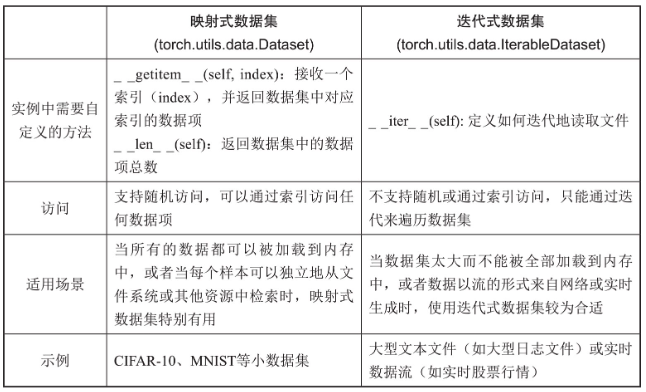 映射式数据集
(torch.utils.data.Dataset)
迭代式数据集
(torch.utils.data.IterableDataset)
实例中需要自
定义的方法
_ _getitem_ _(self, index)：接收一个
索引（index），并返回数据集中对应
索引的数据项
_ _len_ _(self)：返回数据集中的数据
项总数
_ _iter_ _(self): 定义如何迭代地读取文件
访问
支持随机访问，可以通过索引访问任
何数据项
不支持随机或通过索引访问，只能通过迭
代来遍历数据集
适用场景
当所有的数据都可以被加载到内存
中，或者当每个样本可以独立地从文
件系统或其他资源中检索时，映射式
数据集特别有用
当数据集太大而不能被全部加载到内存
中，或者数据以流的形式来自网络或实时
生成时，使用迭代式数据集较为合适
示例
CIFAR-10、MNIST等小数据集
大型文本文件（如大型日志文件）或实时
数据流（如实时股票行情）